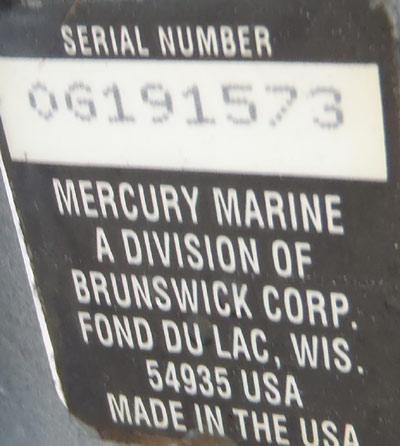 SERIAL NUMBER
0G191573
MERCURY MARINE
A DIVISION OF
BRUNSWICK CORP.
FOND DU LAC, WIS.
54935 USA
MADE IN THE USA